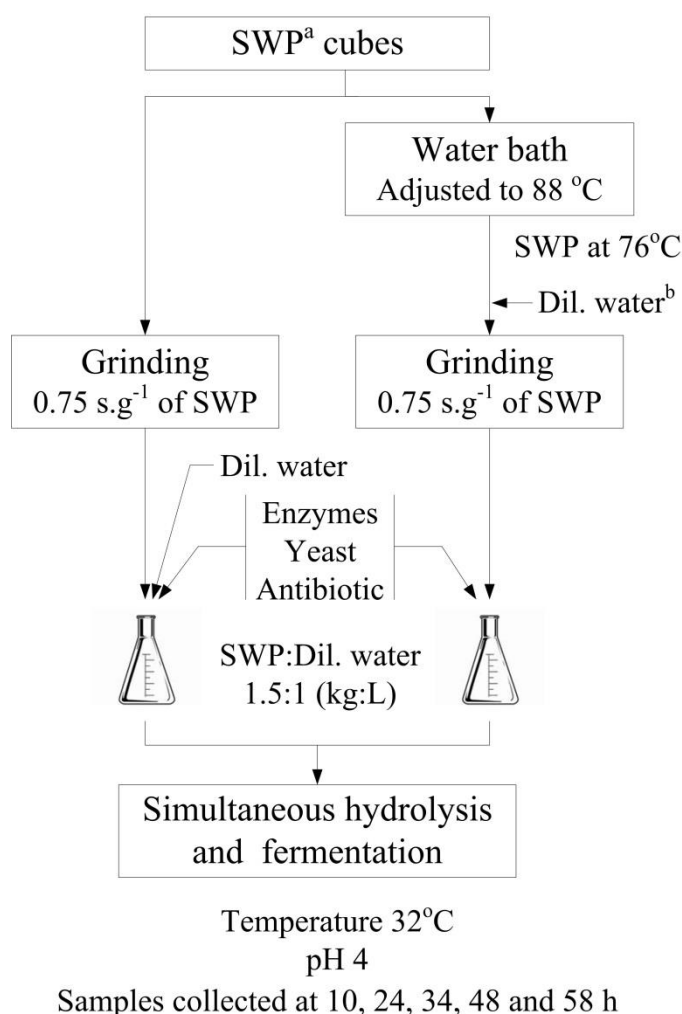 SWPᵃ cubes
Water bath
Adjusted to 88 °C
SWP at 76°C
Dil. waterᵇ
Grinding
0.75 s.g⁻¹ of SWP
Grinding
0.75 s.g⁻¹ of SWP
Dil. water
Enzymes
Yeast
Antibiotic
SWP:Dil. water
1.5:1 (kg:L)
Simultaneous hydrolysis
and fermentation
Temperature 32°C
pH 4
Samples collected at 10, 24, 34, 48 and 58 h